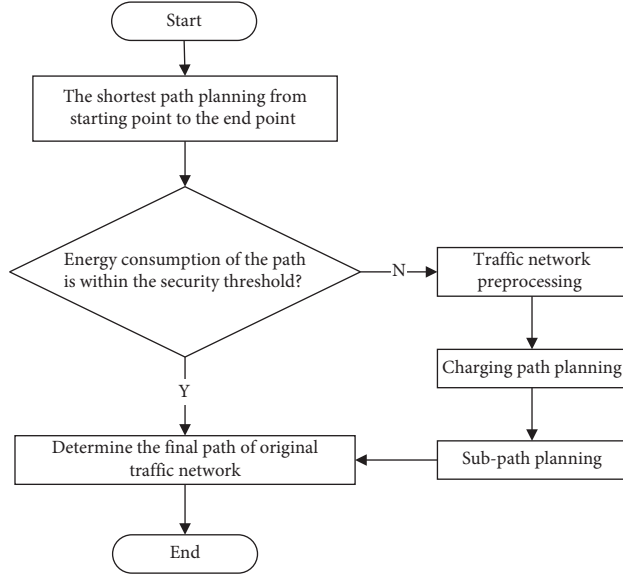 Start
The shortest path planning from
starting point to the end point
Energy consumption of the path
is within the security threshold?
N
Traffic network
preprocessing
Charging path planning
Y
Determine the final path of original
traffic network
Sub-path planning
End